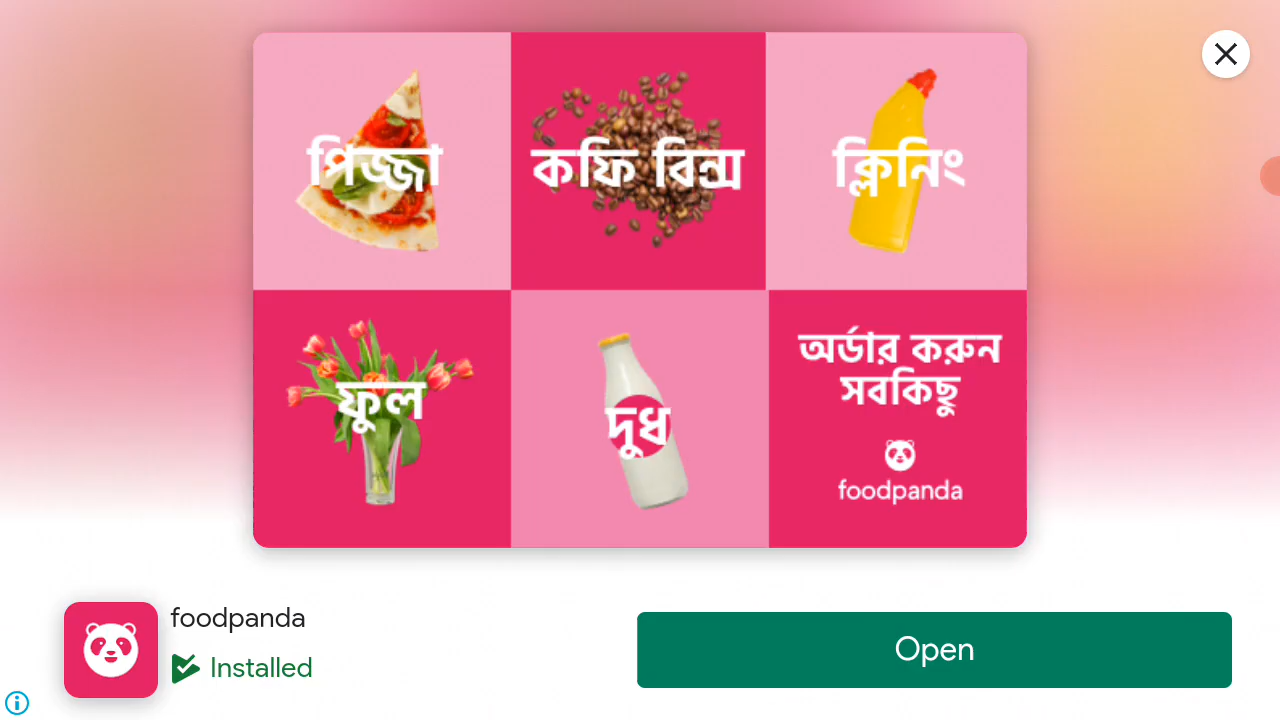 পিজ্জা
কফি বিন্স
ক্লিনিং
ফুল
দুধ
অর্ডার করুন
সবকিছু
foodpanda
foodpanda
Installed
Open